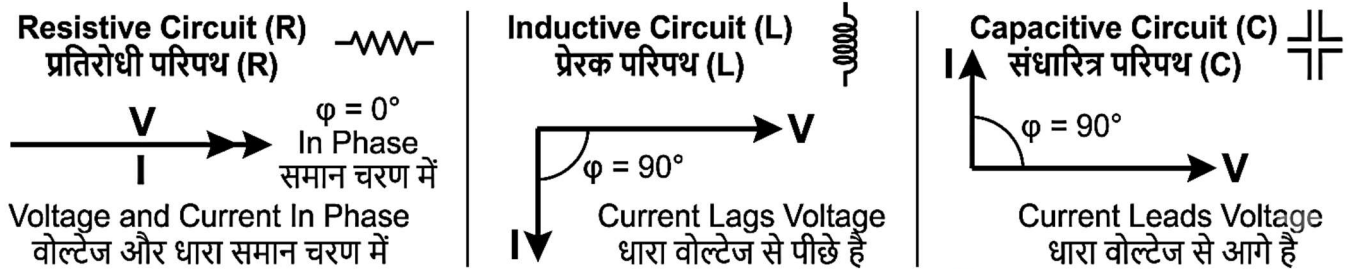 Resistive Circuit (R)
प्रतिरोधी परिपथ (R)
V
I
φ = 0°
In Phase
समान चरण में
Voltage and Current In Phase
वोल्टेज और धारा समान चरण में
Inductive Circuit (L)
प्रेरक परिपथ (L)
V
φ = 90°
I
Current Lags Voltage
धारा वोल्टेज से पीछे है
Capacitive Circuit (C)
संधारित्र परिपथ (C)
I
φ = 90°
V
Current Leads Voltage
धारा वोल्टेज से आगे है